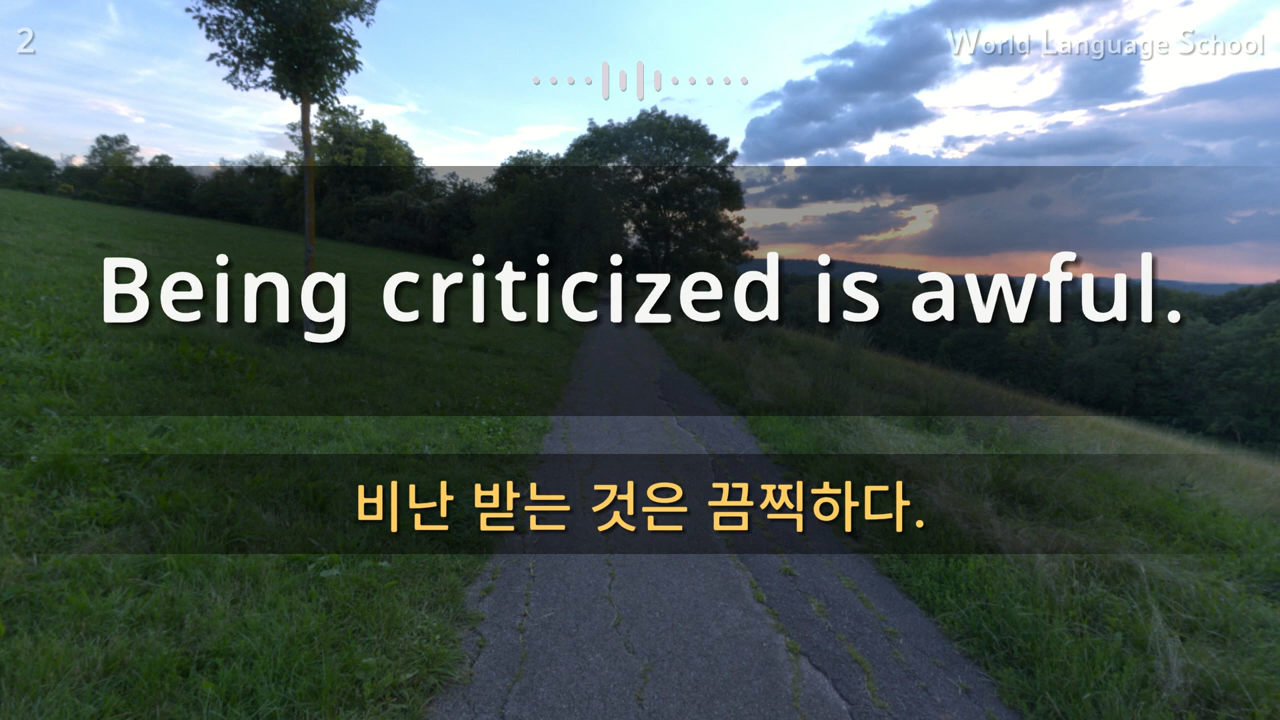 2
World Language School
Being criticized is awful.
비난 받는 것은 끔찍하다.